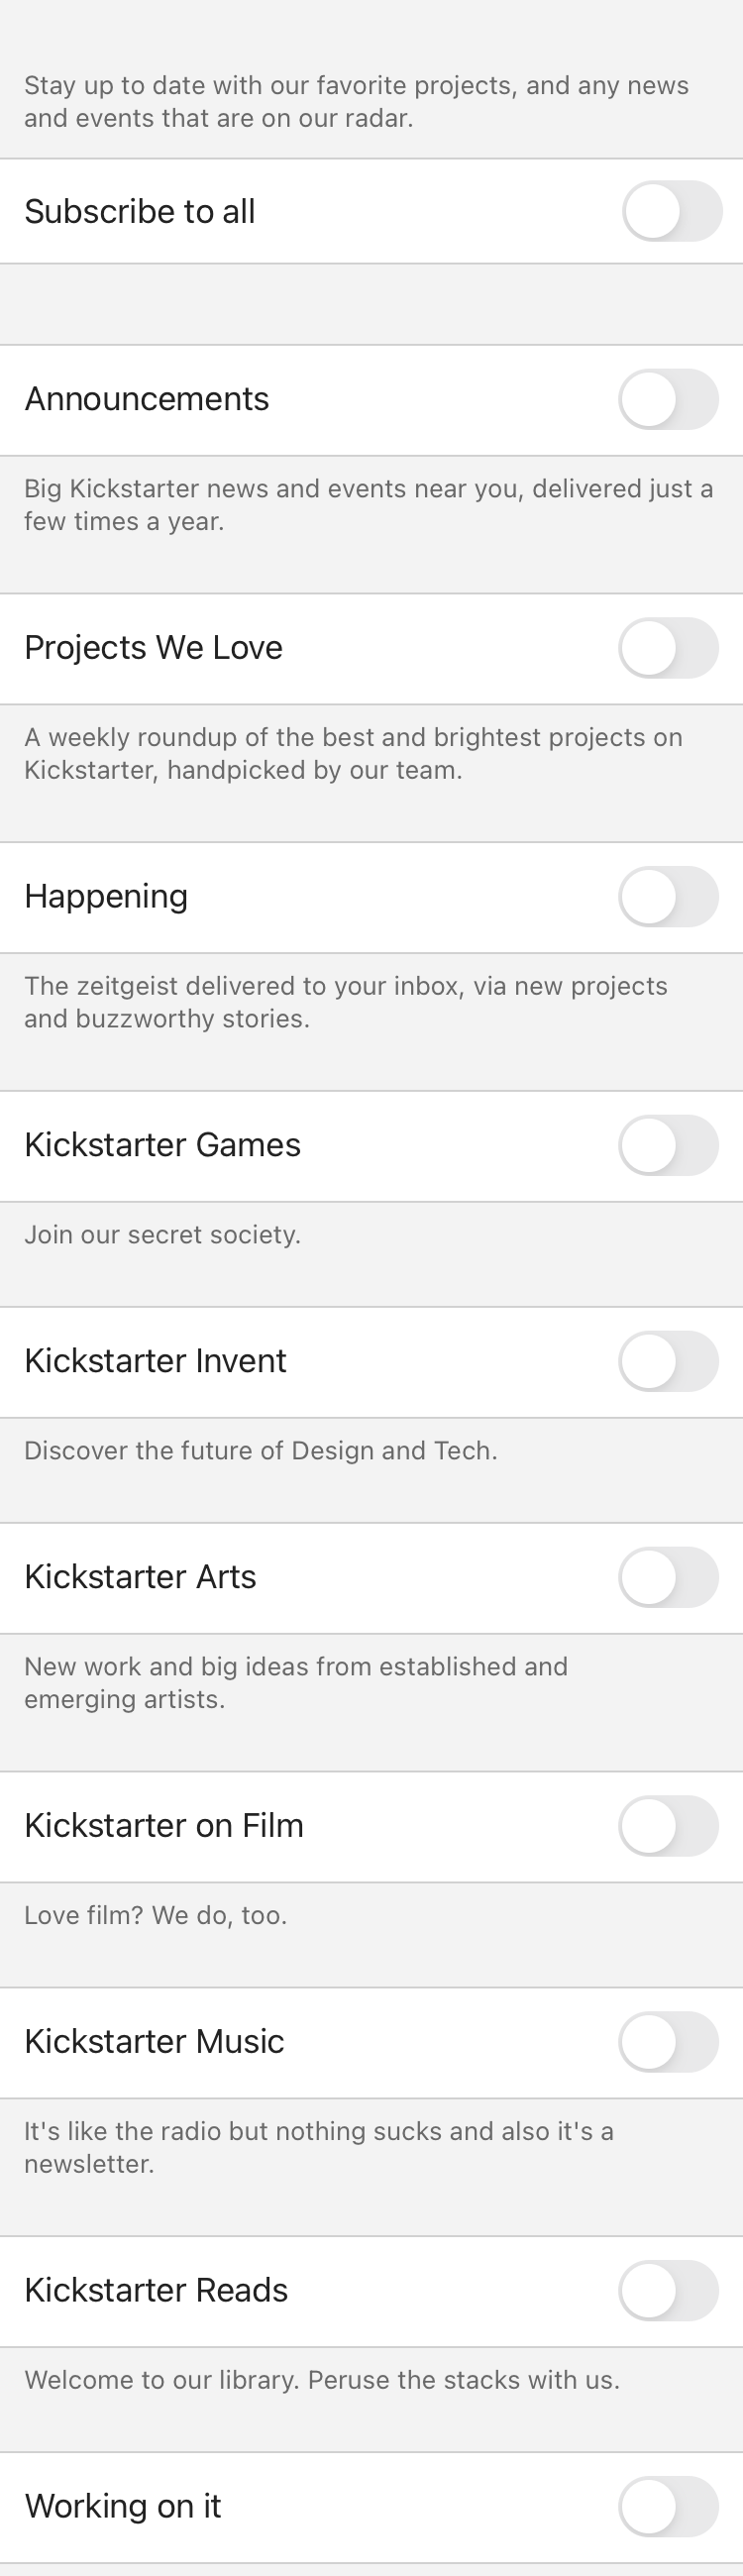 Stay up to date with our favorite projects, and any news
and events that are on our radar.
Subscribe to all
Announcements
Big Kickstarter news and events near you, delivered just a
few times a year.
Projects We Love
A weekly roundup of the best and brightest projects on
Kickstarter, handpicked by our team.
Happening
The zeitgeist delivered to your inbox, via new projects
and buzzworthy stories.
Kickstarter Games
Join our secret society.
Kickstarter Invent
Discover the future of Design and Tech.
Kickstarter Arts
New work and big ideas from established and
emerging artists.
Kickstarter on Film
Love film? We do, too.
Kickstarter Music
It's like the radio but nothing sucks and also it's a
newsletter.
Kickstarter Reads
Welcome to our library. Peruse the stacks with us.
Working on it